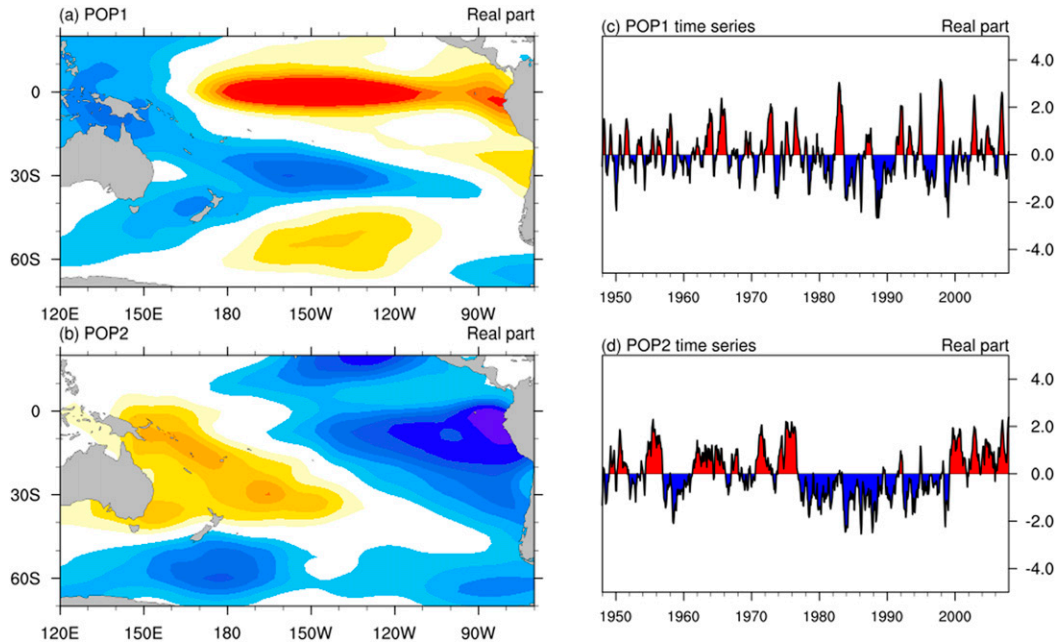 (a) POP1 Real part
0
30S
60S
120E 150E 180 150W 120W 90W
(b) POP2 Real part
0
30S
60S
120E 150E 180 150W 120W 90W
(c) POP1 time series Real part
4.0
2.0
0.0
-2.0
-4.0
1950 1960 1970 1980 1990 2000
(d) POP2 time series Real part
4.0
2.0
0.0
-2.0
-4.0
1950 1960 1970 1980 1990 2000